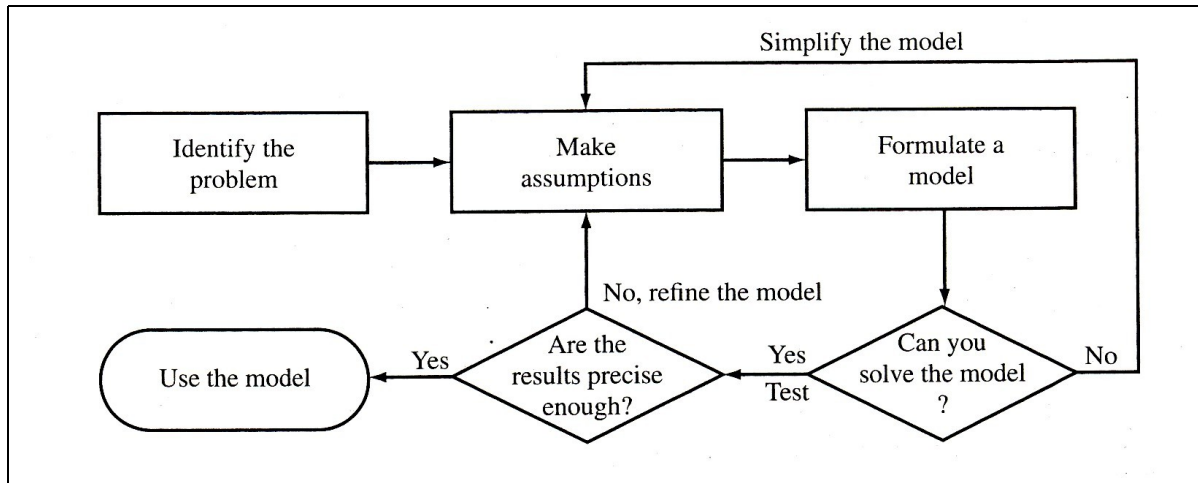 Simplify the model
Identify the
problem
Make
assumptions
Formulate a
model
No, refine the model
Use the model
Yes
Are the
results precise
enough?
Yes
Test
Can you
solve the model
?
No